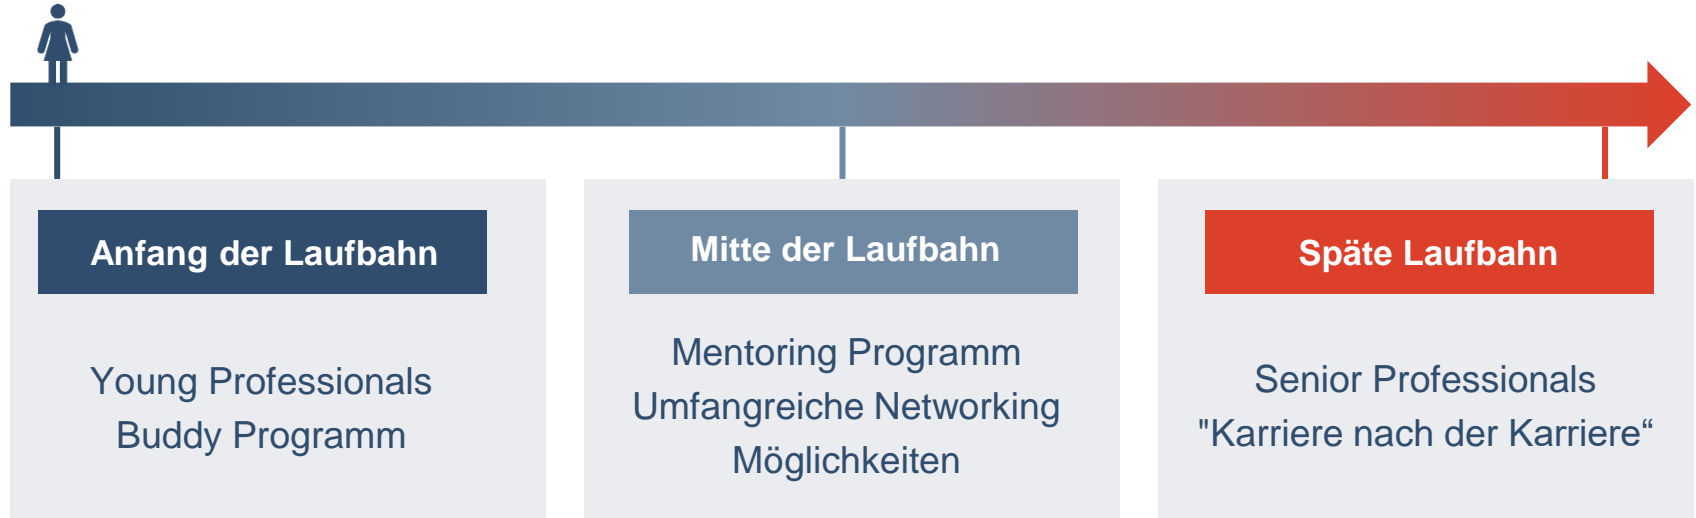 Anfang der Laufbahn
Young Professionals
Buddy Programm
Mitte der Laufbahn
Mentoring Programm
Umfangreiche Networking
Möglichkeiten
Späte Laufbahn
Senior Professionals
"Karriere nach der Karriere“